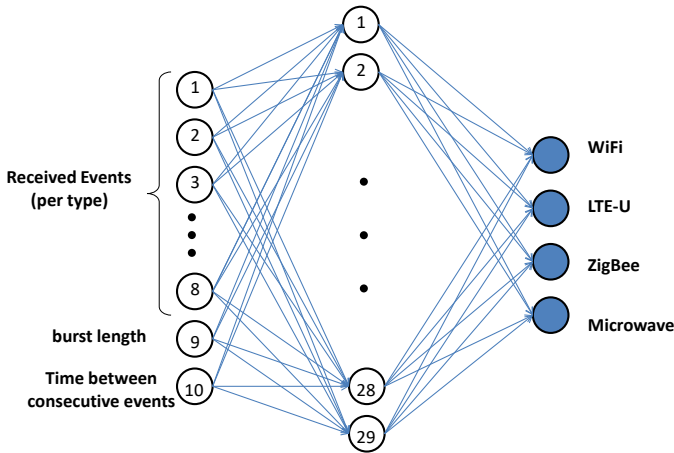 1
2
3
8
9
10
Received Events
(per type)
burst length
Time between
consecutive events
1
2
28
29
WiFi
LTE-U
ZigBee
Microwave